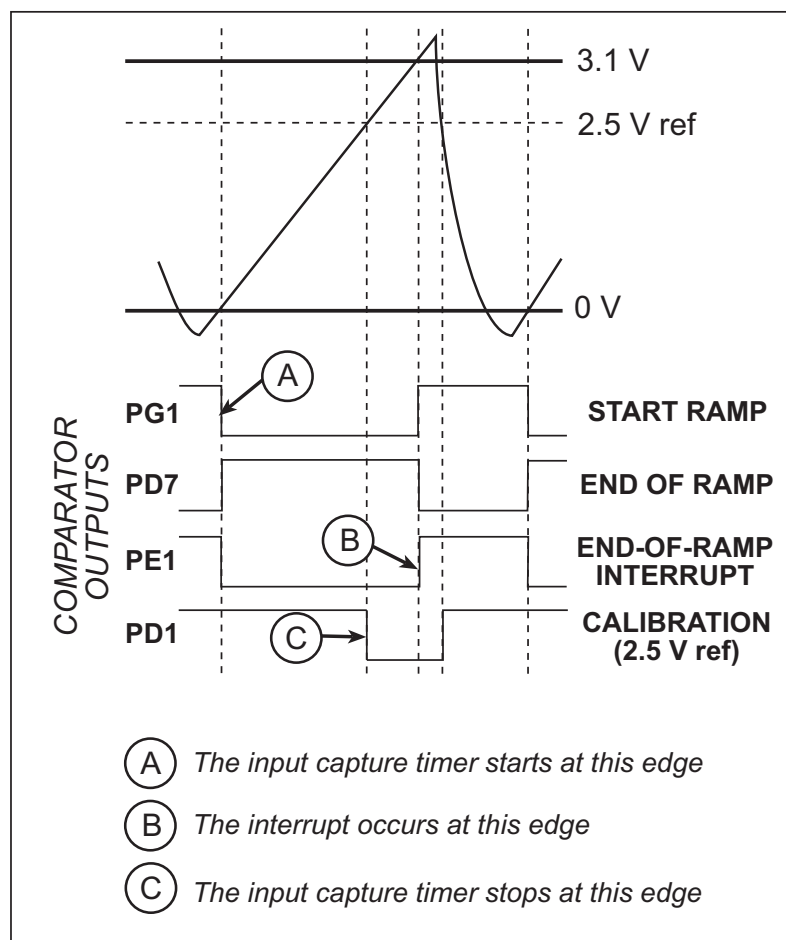 3.1 V
2.5 V ref
0 V
COMPARATOR
OUTPUTS
A
PG1
START RAMP
PD7
END OF RAMP
B
PE1
END-OF-RAMP
INTERRUPT
C
PD1
CALIBRATION
(2.5 V ref)
A The input capture timer starts at this edge
B The interrupt occurs at this edge
C The input capture timer stops at this edge